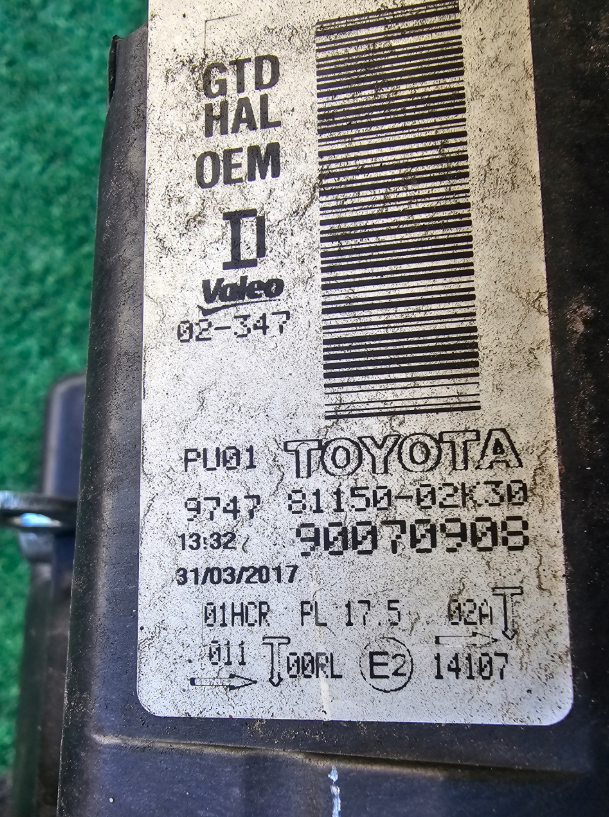 GTD
HAL
OEM
D
Valeo
02-347
PU01 TOYOTA
9747 81150-02K30
13:32 90070908
31/03/2017
01HCR PL 17.5 02A
011 00RL E2 14107